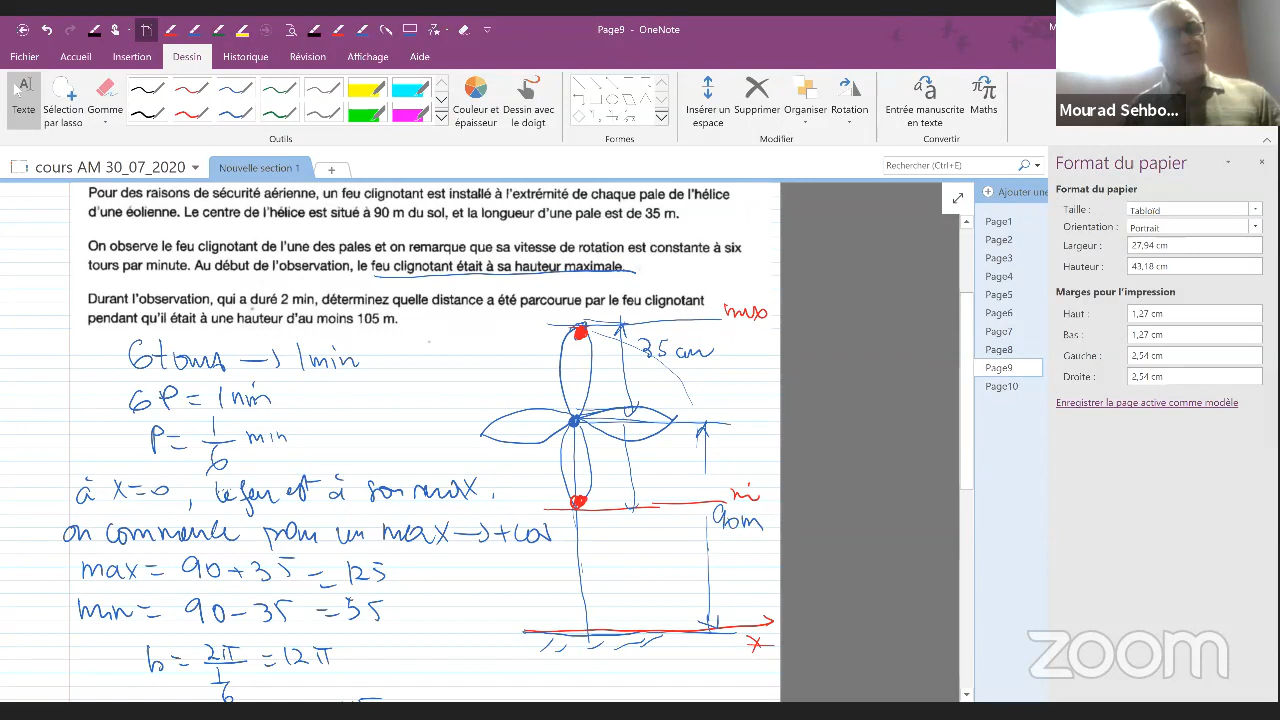 Page9 - OneNote
Fichier Accueil Insertion Dessin Historique Révision Affichage Aide
Texte
Sélection par lasso
Gomme
Couleur et épaisseur
Dessin avec le doigt
Insérer un espace
Supprimer
Organiser
Rotation
Entrée manuscrite en texte
Maths
Outils
Formes
Modifier
Convertir
Mourad Sehbo...
cours AM 30_07_2020
Nouvelle section 1
Rechercher (Ctrl+E)
Pour des raisons de sécurité aérienne, un feu clignotant est installé à l'extrémité de chaque pale de l'hélice
d'une éolienne. Le centre de l'hélice est situé à 90 m du sol, et la longueur d'une pale est de 35 m.
On observe le feu clignotant de l'une des pales et on remarque que sa vitesse de rotation est constante à six
tours par minute. Au début de l'observation, le feu clignotant était à sa hauteur maximale.
Durant l'observation, qui a duré 2 min, déterminez quelle distance a été parcourue par le feu clignotant
pendant qu'il était à une hauteur d'au moins 105 m.
6 tours → 1 min
6P = 1 min
P = 1/6 min
à x=0, le feu est à son max.
on commence pour un max → +cos
max = 90 + 35 = 125
min = 90 - 35 = 55
b = 2π / 1/6 = 12π
max
35 cm
90m
x
Ajouter une
Page1
Page2
Page3
Page4
Page5
Page6
Page7
Page8
Page9
Page10
Format du papier
Format du papier
Taille : Tabloïd
Orientation : Portrait
Largeur : 27,94 cm
Hauteur : 43,18 cm
Marges pour l'impression
Haut : 1,27 cm
Bas : 1,27 cm
Gauche : 2,54 cm
Droite : 2,54 cm
Enregistrer la page active comme modèle
zoom